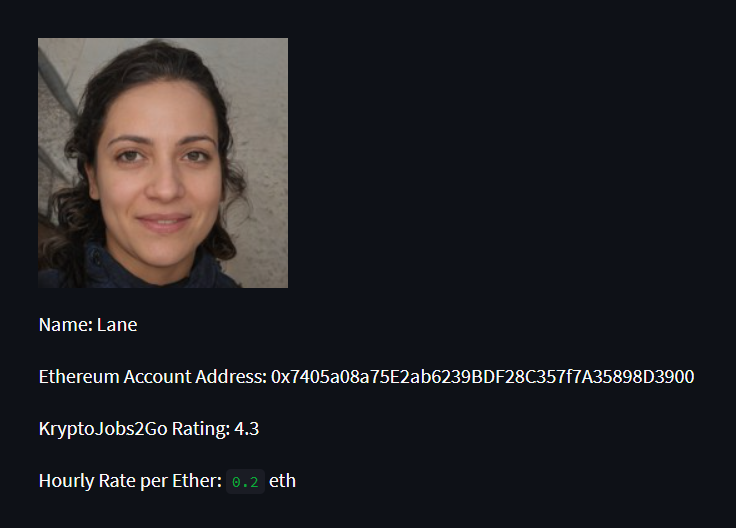 Name: Lane
Ethereum Account Address: 0x7405a08a75E2ab6239BDF28C357f7A35898D3900
KryptoJobs2Go Rating: 4.3
Hourly Rate per Ether: 0.2 eth